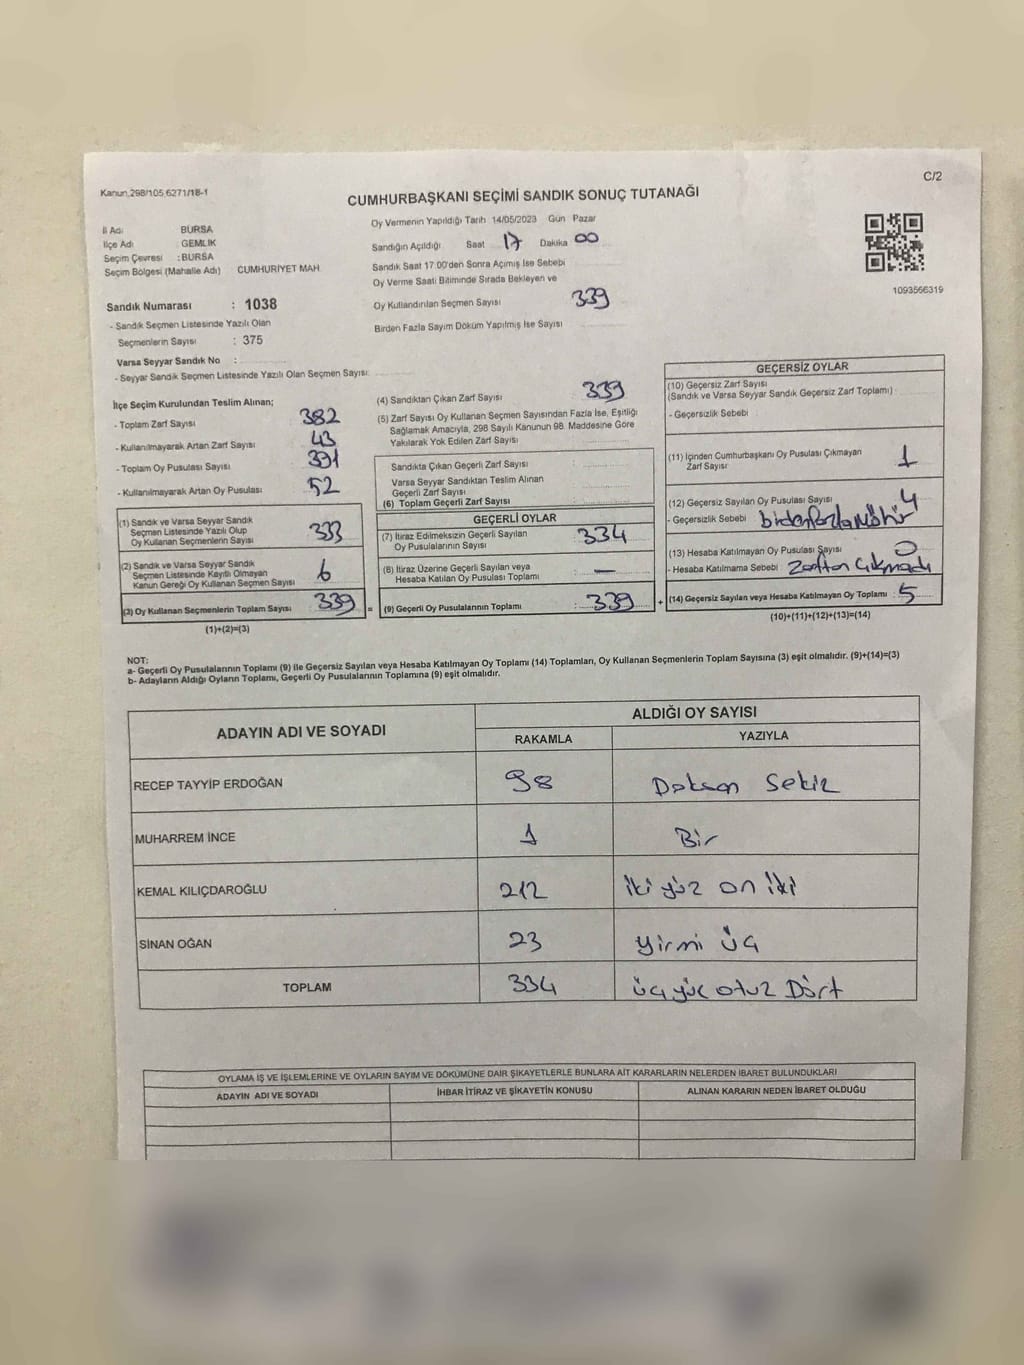 Kanun,298/105,6271/18-1
C/2
CUMHURBAŞKANI SEÇİMİ SANDIK SONUÇ TUTANAĞI
İl Adı BURSA
İlçe Adı : GEMLİK
Seçim Çevresi : BURSA
Seçim Bölgesi (Mahalle Adı) CUMHURİYET MAH.
Sandık Numarası : 1038
- Sandık Seçmen Listesinde Yazılı Olan
Seçmenlerin Sayısı : 375
Varsa Seyyar Sandık No :
- Seyyar Sandık Seçmen Listesinde Yazılı Olan Seçmen Sayısı:
Oy Vermenin Yapıldığı Tarih 14/05/2023 Gün Pazar
Sandığın Açıldığı Saat 17 Dakika 00
Sandık Saat 17.00'den Sonra Açılmış İse Sebebi
Oy Verme Saati Bitiminde Sırada Bekleyen ve
Oy Kullandırılan Seçmen Sayısı 339
Birden Fazla Sayım Döküm Yapılmış İse Sayısı
1093566319
İlçe Seçim Kurulundan Teslim Alınan;
- Toplam Zarf Sayısı 382
- Kullanılmayarak Artan Zarf Sayısı 43
- Toplam Oy Pusulası Sayısı 391
- Kullanılmayarak Artan Oy Pusulası 52
(1) Sandık ve Varsa Seyyar Sandık
Seçmen Listesinde Yazılı Olup
Oy Kullanan Seçmenlerin Sayısı 333
(2) Sandık ve Varsa Seyyar Sandık
Seçmen Listesinde Kayıtlı Olmayan
Kanun Gereği Oy Kullanan Seçmen Sayısı 6
(3) Oy Kullanan Seçmenlerin Toplam Sayısı 339 =
(1)+(2)=(3)
(4) Sandıktan Çıkan Zarf Sayısı 339
(5) Zarf Sayısı Oy Kullanan Seçmen Sayısından Fazla İse, Eşitliği
Sağlamak Amacıyla, 298 Sayılı Kanunun 98. Maddesine Göre
Yakılarak Yok Edilen Zarf Sayısı :
Sandıkta Çıkan Geçerli Zarf Sayısı :
Varsa Seyyar Sandıktan Teslim Alınan
Geçerli Zarf Sayısı
(6) Toplam Geçerli Zarf Sayısı :
GEÇERLİ OYLAR
(7) İtiraz Edilmeksizin Geçerli Sayılan
Oy Pusulalarının Sayısı : 334
(8) İtiraz Üzerine Geçerli Sayılan veya
Hesaba Katılan Oy Pusulası Toplamı : —
(9) Geçerli Oy Pusulalarının Toplamı : 339 +
GEÇERSİZ OYLAR
(10) Geçersiz Zarf Sayısı
(Sandık ve Varsa Seyyar Sandık Geçersiz Zarf Toplamı) :
- Geçersizlik Sebebi :
(11) İçinden Cumhurbaşkanı Oy Pusulası Çıkmayan
Zarf Sayısı 1
(12) Geçersiz Sayılan Oy Pusulası Sayısı 4
- Geçersizlik Sebebi birden fazla Mühür
(13) Hesaba Katılmayan Oy Pusulası Sayısı 0
- Hesaba Katılmama Sebebi Zarftan Çıkmadı
(14) Geçersiz Sayılan veya Hesaba Katılmayan Oy Toplamı : 5
(10)+(11)+(12)+(13)=(14)
NOT:
a- Geçerli Oy Pusulalarının Toplamı (9) ile Geçersiz Sayılan veya Hesaba Katılmayan Oy Toplamı (14) Toplamları, Oy Kullanan Seçmenlerin Toplam Sayısına (3) eşit olmalıdır. (9)+(14)=(3)
b- Adayların Aldığı Oyların Toplamı, Geçerli Oy Pusulalarının Toplamına (9) eşit olmalıdır.
ADAYIN ADI VE SOYADI ALDIĞI OY SAYISI
RAKAMLA YAZIYLA
RECEP TAYYİP ERDOĞAN 98 Doksan Sekiz
MUHARREM İNCE 1 Bir
KEMAL KILIÇDAROĞLU 212 iki yüz on iki
SİNAN OĞAN 23 yirmi üç
TOPLAM 334 üç yüz otuz Dört
OYLAMA İŞ VE İŞLEMLERİNE VE OYLARIN SAYIM VE DÖKÜMÜNE DAİR ŞİKAYETLERLE BUNLARA AİT KARARLARIN NELERDEN İBARET BULUNDUKLARI
ADAYIN ADI VE SOYADI İHBAR İTİRAZ VE ŞİKAYETİN KONUSU ALINAN KARARIN NEDEN İBARET OLDUĞU